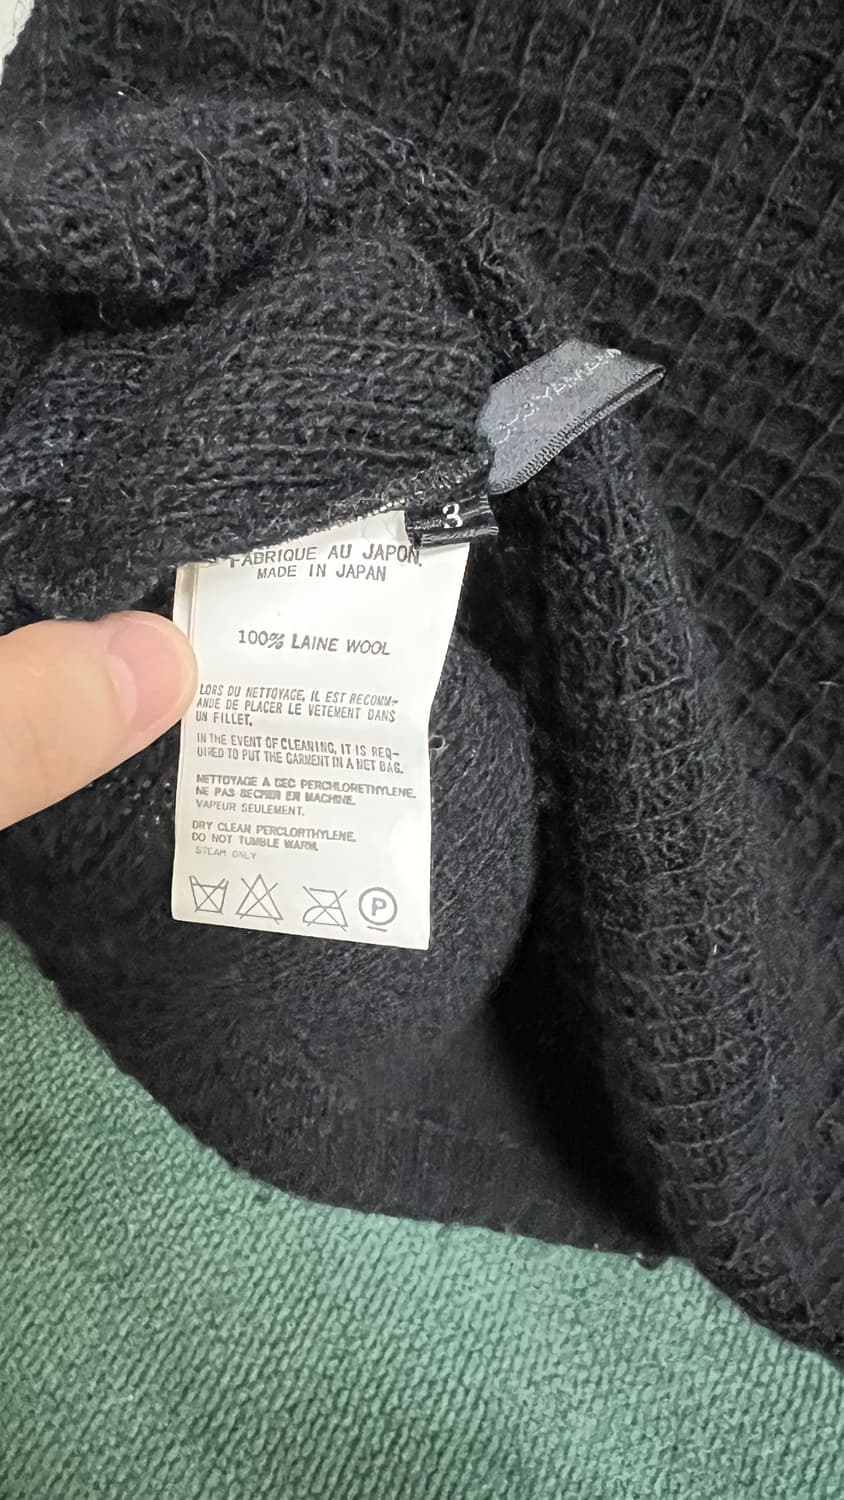 3
FABRIQUE AU JAPON.
MADE IN JAPAN
100% LAINE WOOL
LORS DU NETTOYAGE, IL EST RECOMM-
ANDE DE PLACER LE VETEMENT DANS
UN FILLET.
IN THE EVENT OF CLEANING, IT IS REQ-
UIRED TO PUT THE GARMENT IN A NET BAG.
NETTOYAGE A CEC PERCHLORETHYLENE.
NE PAS SECHER EN MACHINE.
VAPEUR SEULEMENT.
DRY CLEAN PERCLORTHYLENE.
DO NOT TUMBLE WARM.
STEAM ONLY
P